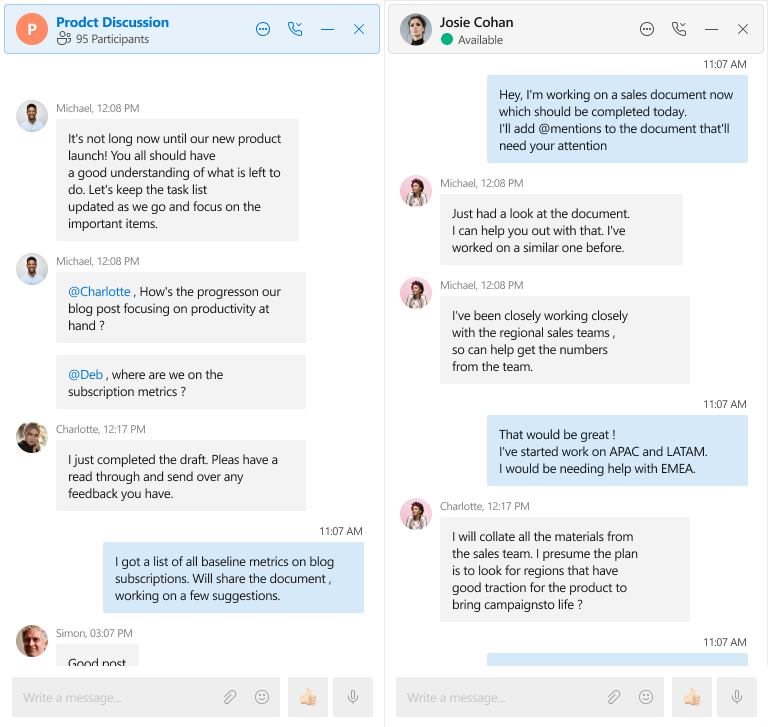 P
Prodct Discussion
95 Participants
Michael, 12:08 PM
It's not long now until our new product
launch! You all should have
a good understanding of what is left to
do. Let's keep the task list
updated as we go and focus on the
important items.
Michael, 12:08 PM
@Charlotte , How's the progresson our
blog post focusing on productivity at
hand ?
@Deb , where are we on the
subscription metrics ?
Charlotte, 12:17 PM
I just completed the draft. Pleas have a
read through and send over any
feedback you have.
11:07 AM
I got a list of all baseline metrics on blog
subscriptions. Will share the document ,
working on a few suggestions.
Simon, 03:07 PM
Good post
Write a message...
Josie Cohan
Available
11:07 AM
Hey, I'm working on a sales document now
which should be completed today.
I'll add @mentions to the document that'll
need your attention
Michael, 12:08 PM
Just had a look at the document.
I can help you out with that. I've
worked on a similar one before.
Michael, 12:08 PM
I've been closely working closely
with the regional sales teams ,
so can help get the numbers
from the team.
11:07 AM
That would be great !
I've started work on APAC and LATAM.
I would be needing help with EMEA.
Charlotte, 12:17 PM
I will collate all the materials from
the sales team. I presume the plan
is to look for regions that have
good traction for the product to
bring campaignsto life ?
11:07 AM
Write a message...